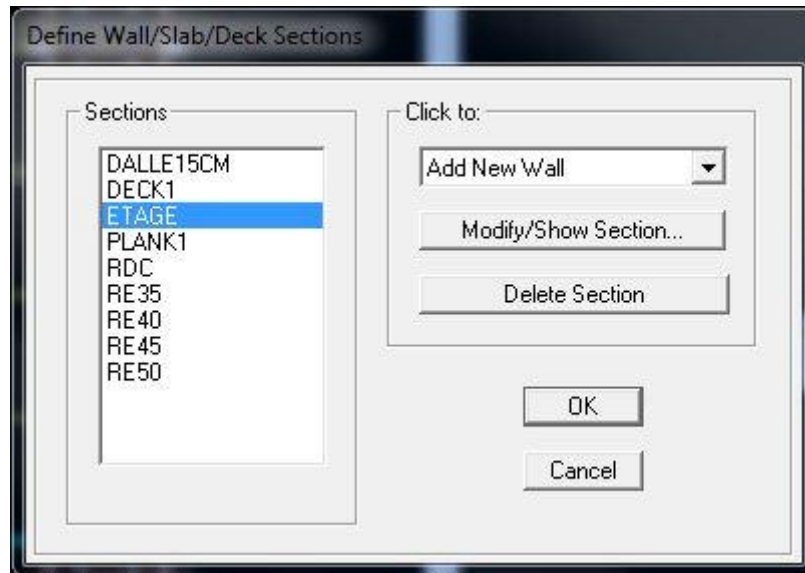 Define Wall/Slab/Deck Sections
Sections
DALLE15CM
DECK1
ETAGE
PLANK1
RDC
RE35
RE40
RE45
RE50
Click to:
Add New Wall
Modify/Show Section...
Delete Section
OK
Cancel